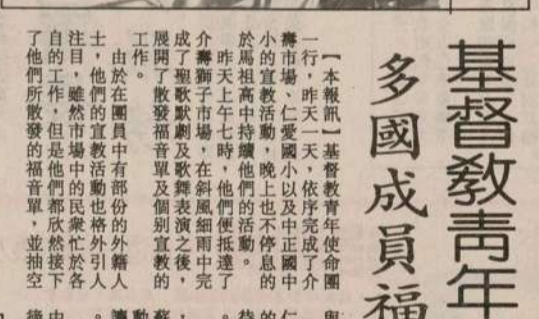 基督教青年
多國成員福
【本報訊】基督教青年使命團
一行,昨天一天,依序完成了介
壽市場、仁愛國小以及中正國中
小的宣教活動,晚上也不停息的
於馬祖高中持續他們的活動。
昨天上午七時,他們便抵達了
介壽獅子市場,在斜風細雨中完
成了聖歌默劇及歌舞表演之後,
展開了散發福音單及個別宣教的
工作。
由於在團員中有部份的外籍人
士,他們的宣教活動也格外引人
注目,雖然市場中的民衆忙於各
自的工作,但是他們都欣然接下
了他們所散發的福音單,並抽空